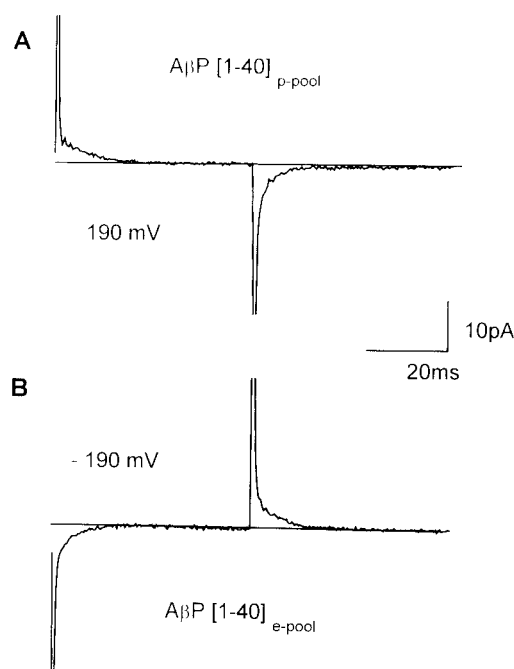 A
AβP [1-40] p-pool
190 mV
10pA
20ms
B
- 190 mV
AβP [1-40] e-pool